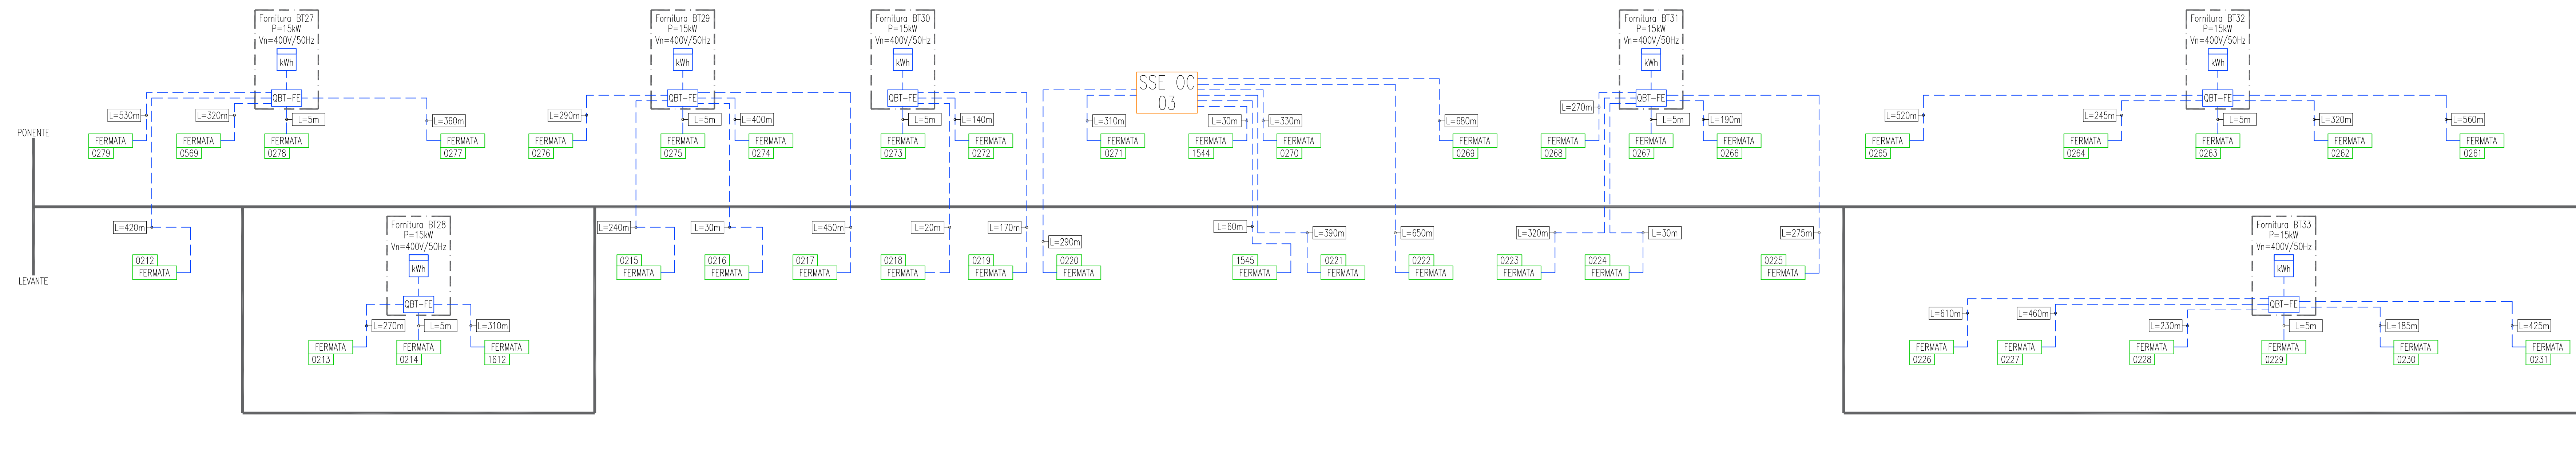 Fornitura BT27
P=15kW
Vn=400V/50Hz
kWh
QBT-FE
L=530m
L=320m
L=5m
L=360m
FERMATA
0279
FERMATA
0569
FERMATA
0278
FERMATA
0277
Fornitura BT29
P=15kW
Vn=400V/50Hz
kWh
QBT-FE
L=290m
L=5m
L=400m
FERMATA
0276
FERMATA
0275
FERMATA
0274
Fornitura BT30
P=15kW
Vn=400V/50Hz
kWh
QBT-FE
L=5m
L=140m
FERMATA
0273
FERMATA
0272
SSE OC
03
L=310m
L=30m
L=330m
L=680m
FERMATA
0271
FERMATA
1544
FERMATA
0270
FERMATA
0269
Fornitura BT31
P=15kW
Vn=400V/50Hz
kWh
QBT-FE
L=270m
L=5m
L=190m
FERMATA
0268
FERMATA
0267
FERMATA
0266
Fornitura BT32
P=15kW
Vn=400V/50Hz
kWh
QBT-FE
L=520m
L=245m
L=5m
L=320m
L=560m
FERMATA
0265
FERMATA
0264
FERMATA
0263
FERMATA
0262
FERMATA
0261
PONENTE
LEVANTE
L=420m
0212
FERMATA
Fornitura BT28
P=15kW
Vn=400V/50Hz
kWh
QBT-FE
L=270m
L=5m
L=310m
FERMATA
0213
FERMATA
0214
FERMATA
1612
L=240m
L=30m
L=450m
L=20m
L=170m
L=290m
0215
FERMATA
0216
FERMATA
0217
FERMATA
0218
FERMATA
0219
FERMATA
0220
FERMATA
L=60m
L=390m
L=650m
L=320m
L=30m
L=275m
1545
FERMATA
0221
FERMATA
0222
FERMATA
0223
FERMATA
0224
FERMATA
0225
FERMATA
Fornitura BT33
P=15kW
Vn=400V/50Hz
kWh
QBT-FE
L=610m
L=460m
L=230m
L=5m
L=185m
L=425m
FERMATA
0226
FERMATA
0227
FERMATA
0228
FERMATA
0229
FERMATA
0230
FERMATA
0231